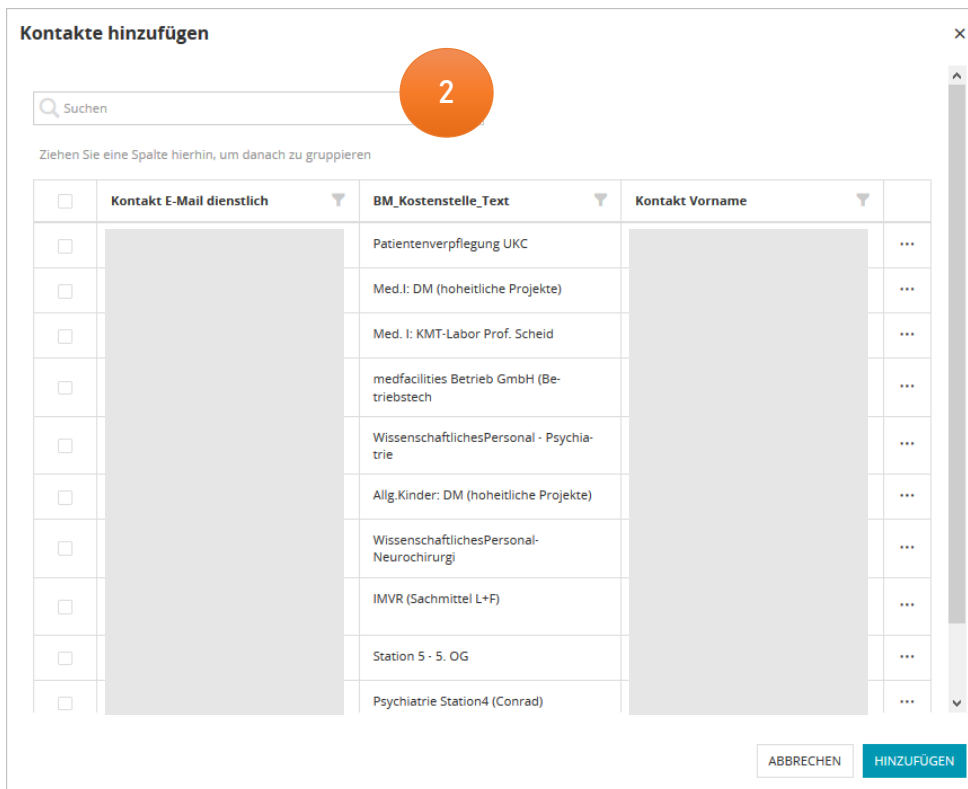 Kontakte hinzufügen
×
2
Suchen
Ziehen Sie eine Spalte hierhin, um danach zu gruppieren
Kontakt E-Mail dienstlich BM_Kostenstelle_Text Kontakt Vorname
Patientenverpflegung UKC ...
Med.I: DM (hoheitliche Projekte) ...
Med. I: KMT-Labor Prof. Scheid ...
medfacilities Betrieb GmbH (Be-
triebstech ...
WissenschaftlichesPersonal - Psychia-
trie ...
Allg.Kinder: DM (hoheitliche Projekte) ...
WissenschaftlichesPersonal-
Neurochirurgi ...
IMVR (Sachmittel L+F) ...
Station 5 - 5. OG ...
Psychiatrie Station4 (Conrad) ...
ABBRECHEN HINZUFÜGEN